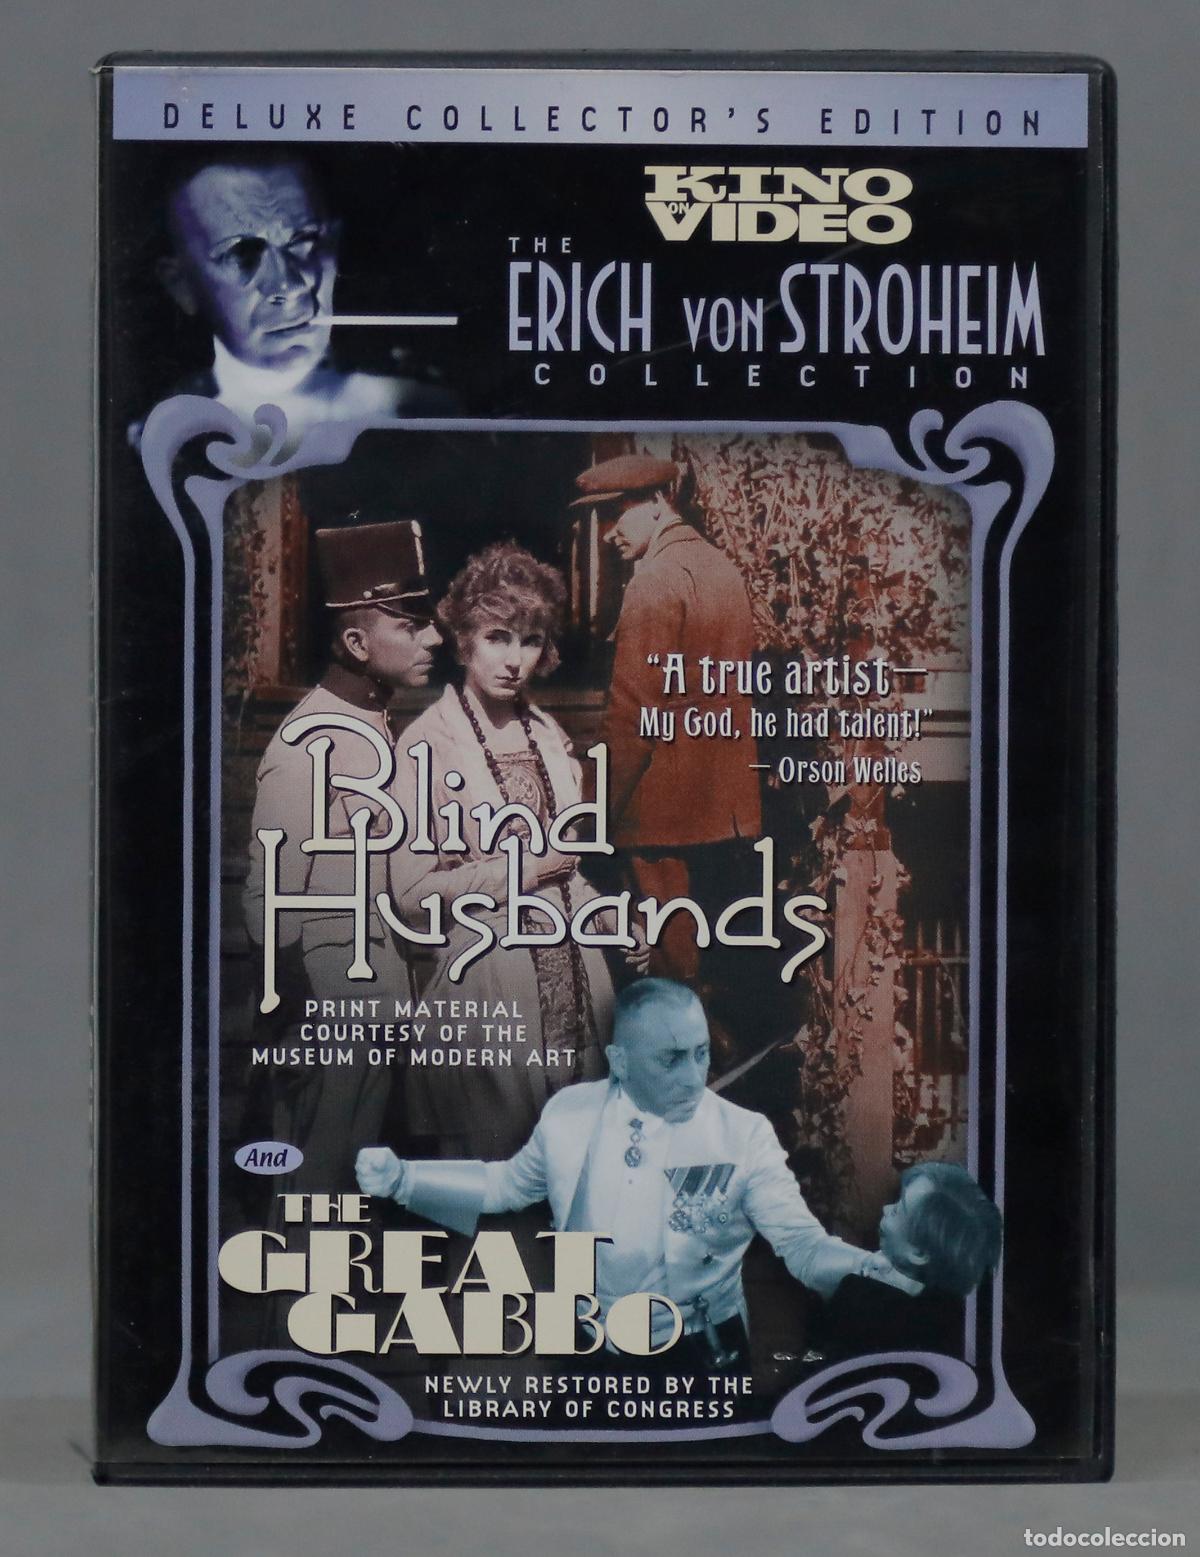 DELUXE COLLECTOR'S EDITION
KINO
ON
VIDEO
THE
ERICH VON STROHEIM
COLLECTION
"A true artist—
My God, he had talent!"
— Orson Welles
Blind
Husbands
PRINT MATERIAL
COURTESY OF THE
MUSEUM OF MODERN ART
And
THE
GREAT
GABBO
NEWLY RESTORED BY THE
LIBRARY OF CONGRESS
todocoleccion